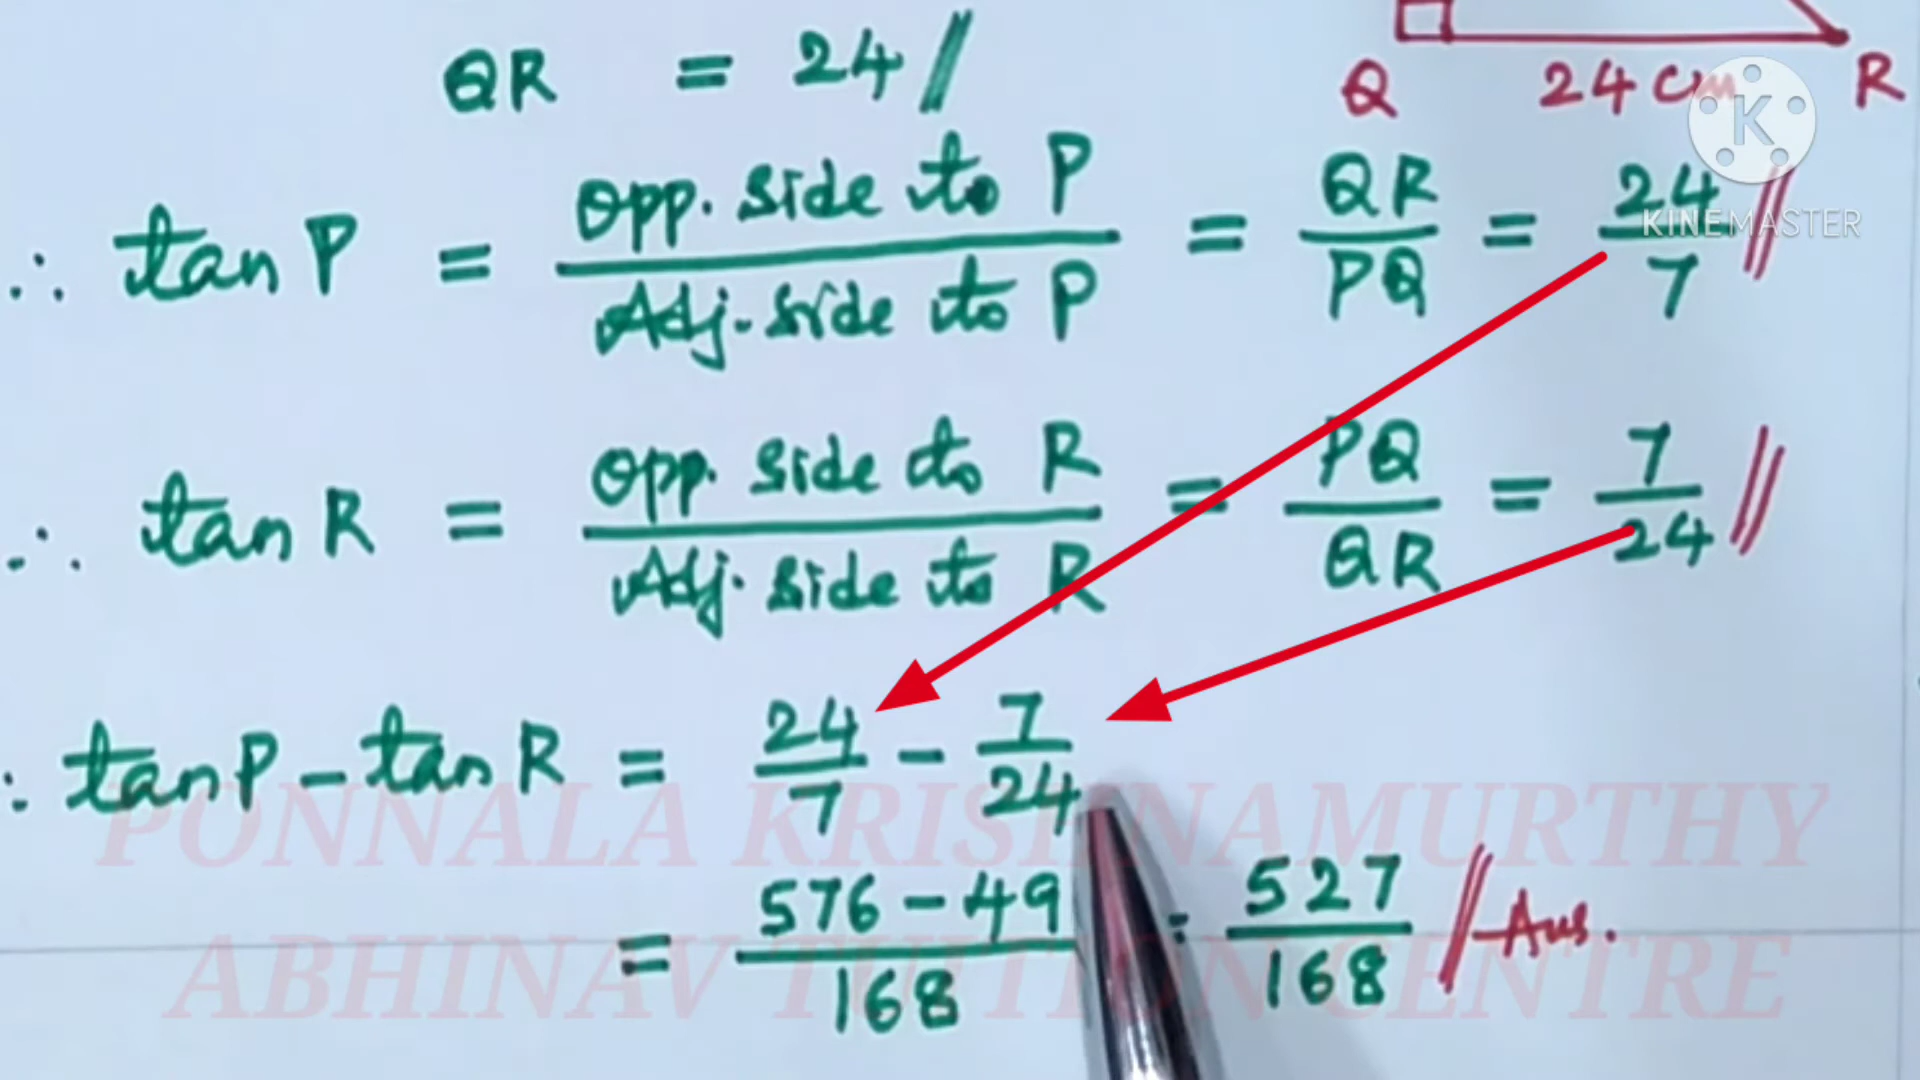 QR = 24 //
Q 24 cm R
K
KINEMASTER
∴ tan P = Opp. side to P / Adj. side to P = QR / PQ = 24 / 7 //
∴ tan R = Opp. side to R / Adj. side to R = PQ / QR = 7 / 24 //
∴ tan P - tan R = 24 / 7 - 7 / 24
PONNALA KRISHNAMURTHY
= 576 - 49 / 168 = 527 / 168 // Ans.
ABHINAV TUITION CENTRE